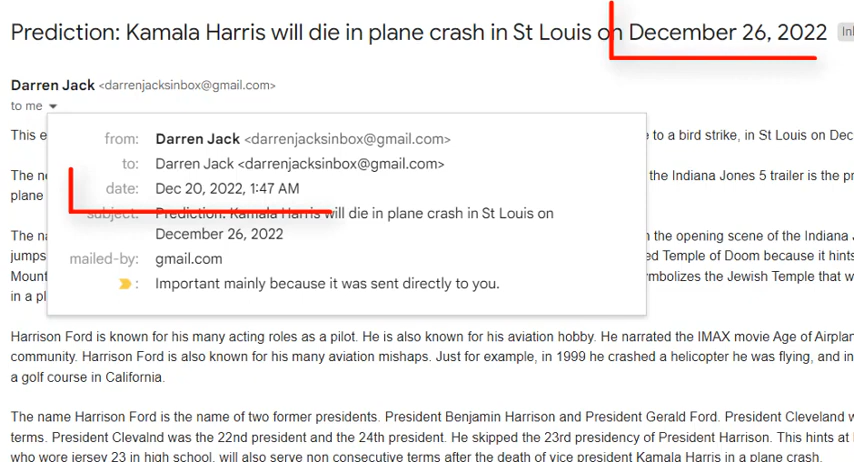 Prediction: Kamala Harris will die in plane crash in St Louis on December 26, 2022
Darren Jack <darrenjacksinbox@gmail.com>
to me
This to a bird strike, in St Louis on Dec
from: Darren Jack <darrenjacksinbox@gmail.com>
to: Darren Jack <darrenjacksinbox@gmail.com>
The the Indiana Jones 5 trailer is the
date: Dec 20, 2022, 1:47 AM
plane
subject: Prediction: Kamala Harris will die in plane crash in St Louis on
December 26, 2022
The the opening scene of the Indiana
jumps Temple of Doom because it hints
mailed-by: gmail.com
the Jewish Temple that
: Important mainly because it was sent directly to you.
in a
Harrison Ford is known for his many acting roles as a pilot. He is also known for his aviation hobby. He narrated the IMAX movie Age of
community. Harrison Ford is also known for his many aviation mishaps. Just for example, in 1999 he crashed a helicopter he was flying, and in
a golf course in California.
The name Harrison Ford is the name of two former presidents. President Benjamin Harrison and President Gerald Ford. President Cleveland
terms. President Clevalnd was the 22nd president and the 24th president. He skipped the 23rd presidency of President Harrison. This hints at
who wore jersey 23 in high school, will also serve non consecutive terms after the death of vice president Kamala Harris in a plane crash.